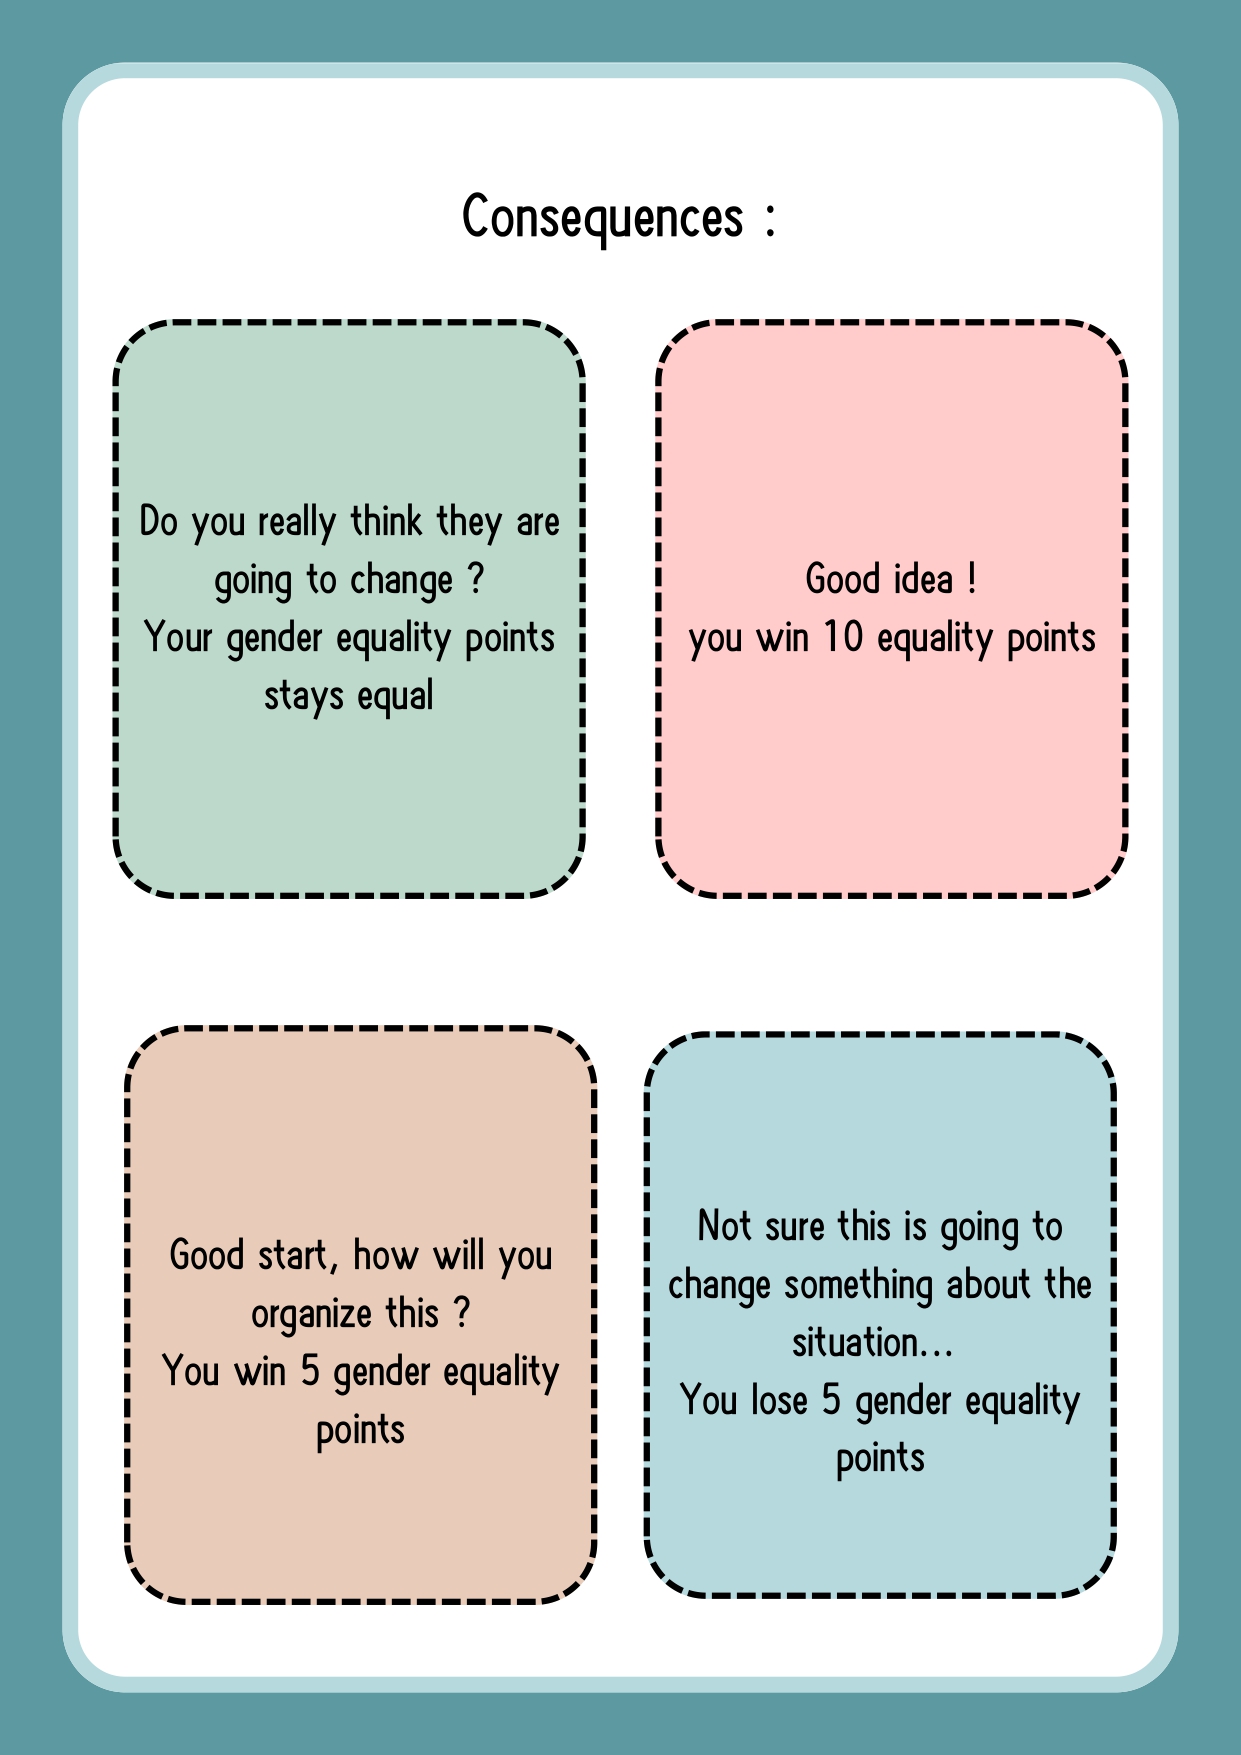 Consequences :
Do you really think they are
going to change ?
Your gender equality points
stays equal
Good idea !
you win 10 equality points
Good start, how will you
organize this ?
You win 5 gender equality
points
Not sure this is going to
change something about the
situation...
You lose 5 gender equality
points